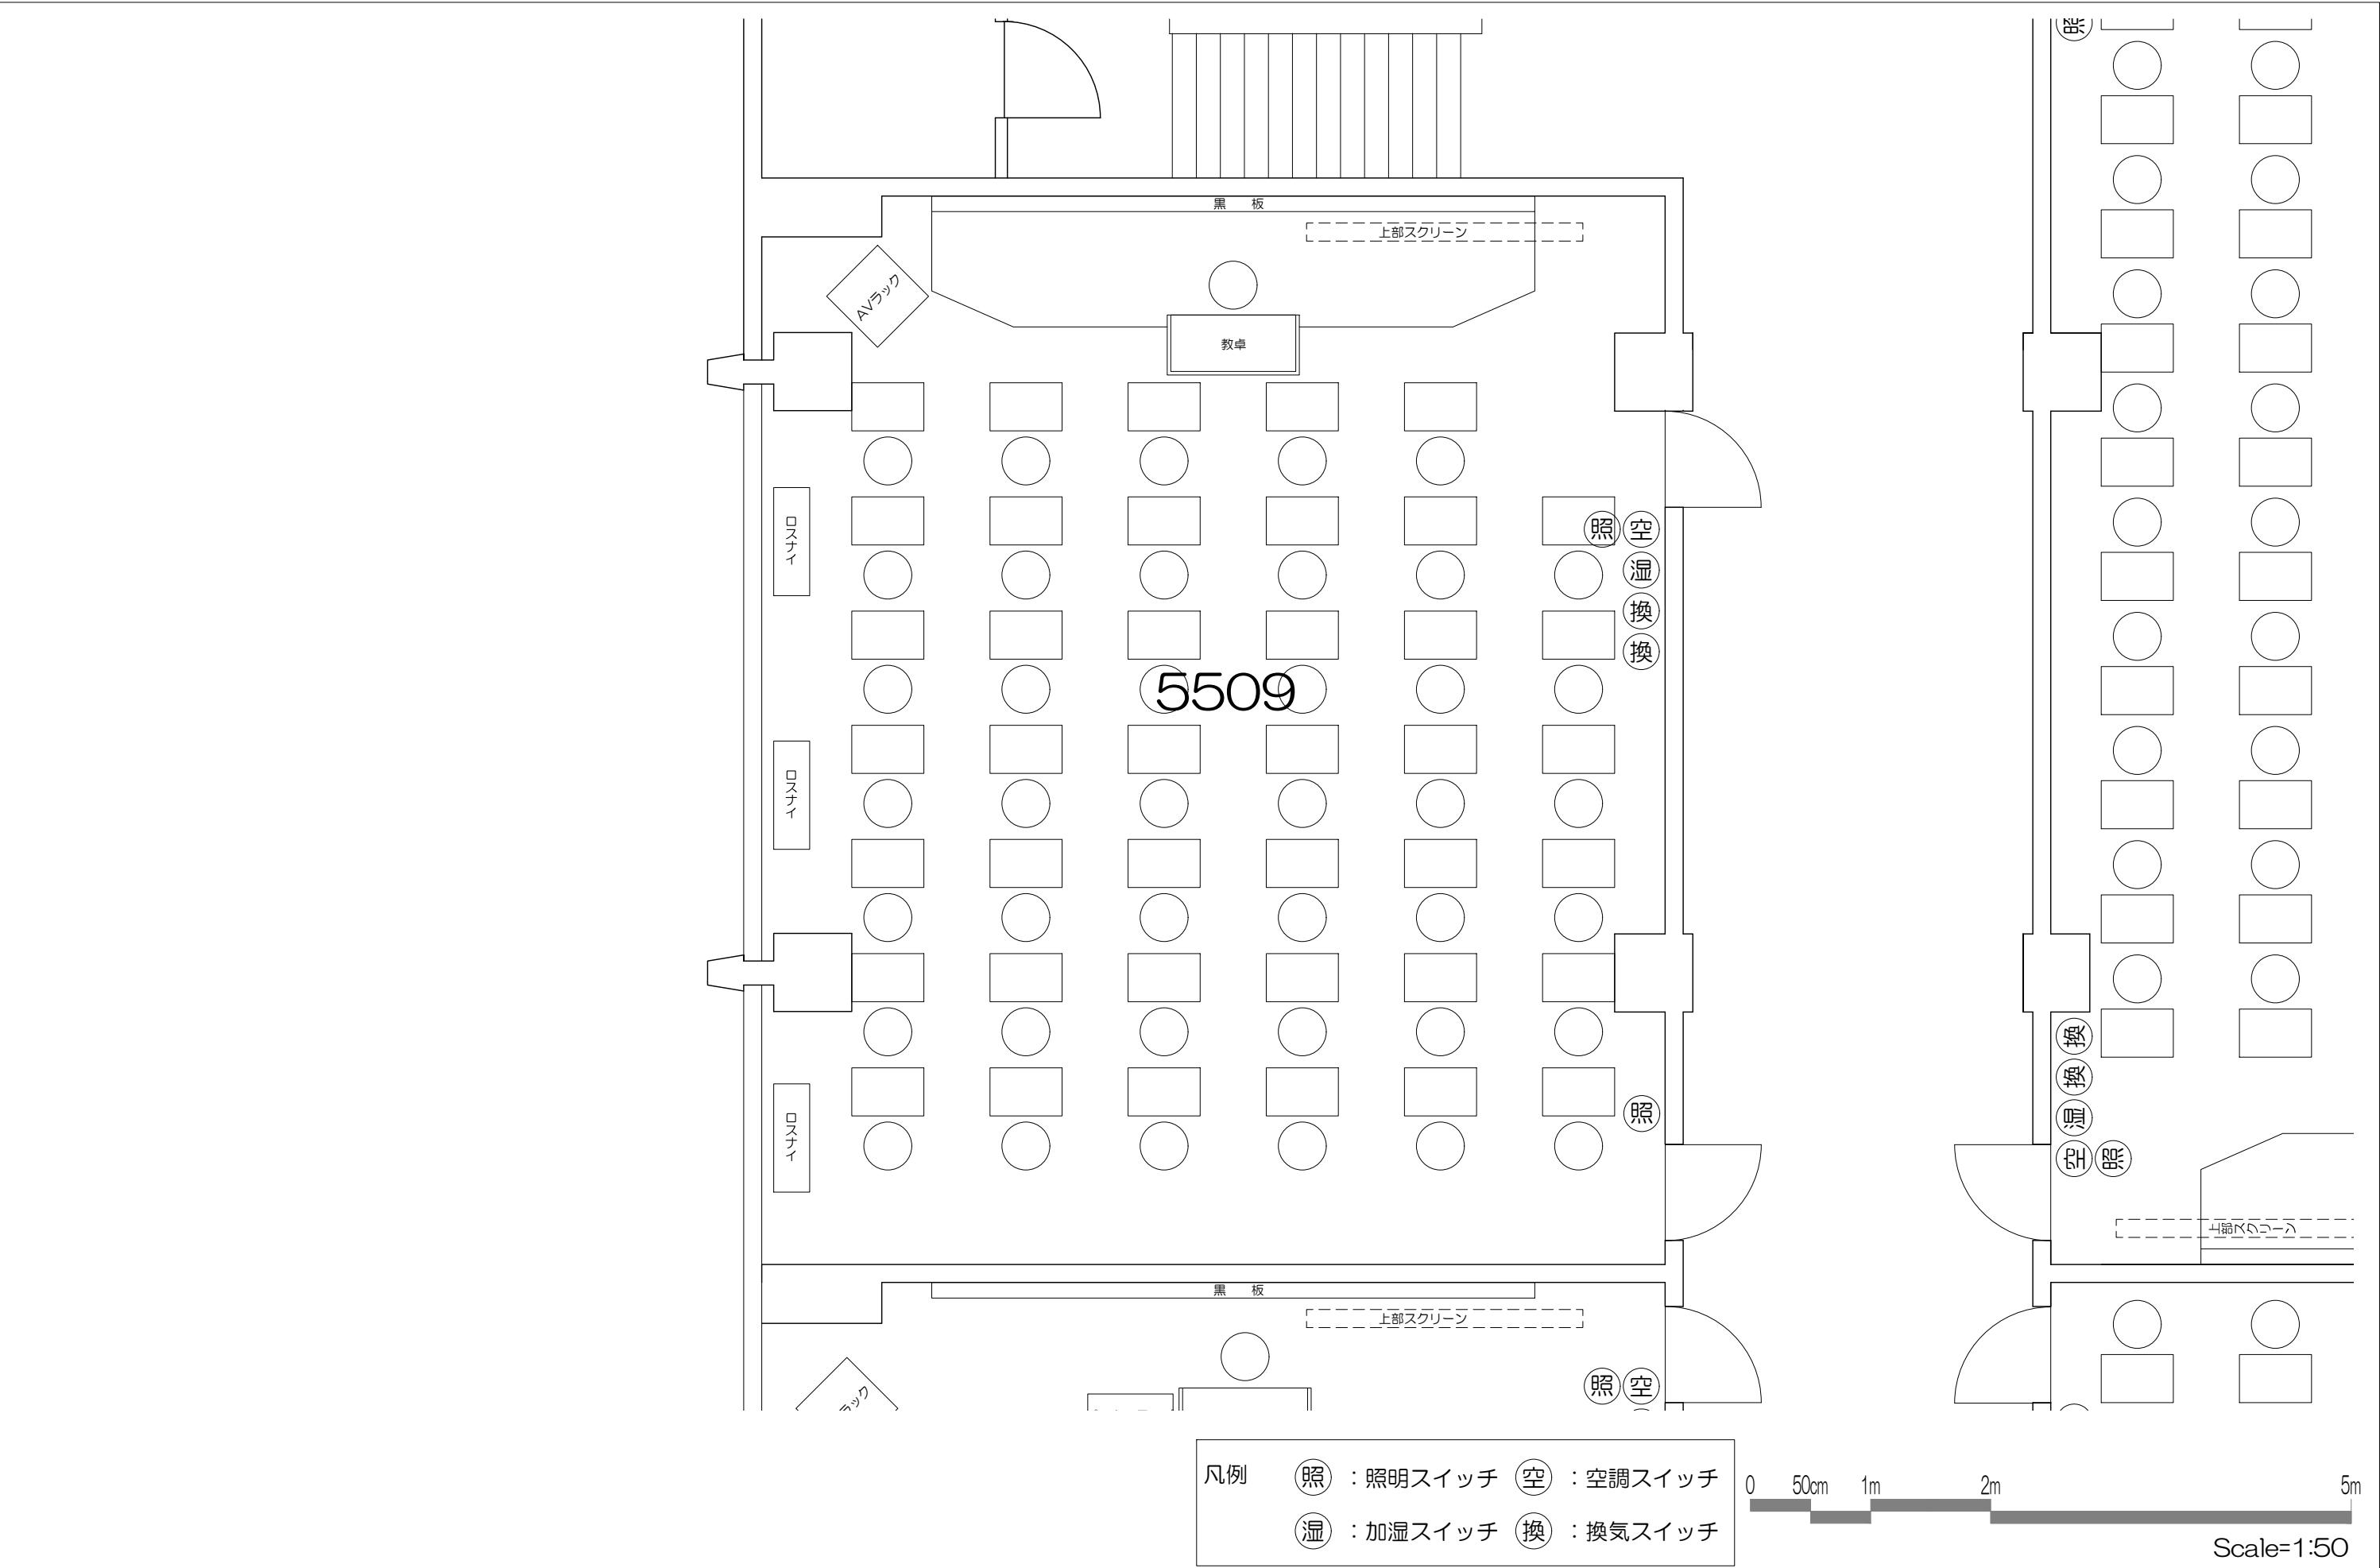 照
黒 板
上部スクリーン
AVラック
教卓
ロスナイ
照 空
湿
換
換
5509
ロスナイ
ロスナイ
照
換
換
湿
空 照
上部スクリーン
黒 板
上部スクリーン
ラック
照 空
凡例 照 : 照明スイッチ 空 : 空調スイッチ
湿 : 加湿スイッチ 換 : 換気スイッチ
0 50cm 1m 2m 5m
Scale=1:50